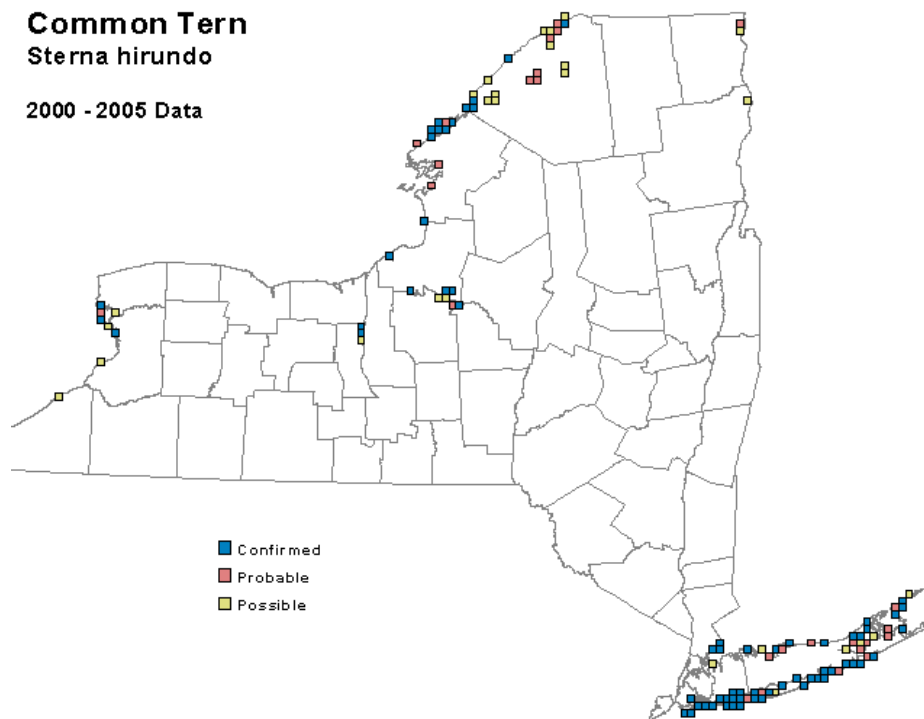 Common Tern
Sterna hirundo
2000 - 2005 Data
Confirmed
Probable
Possible